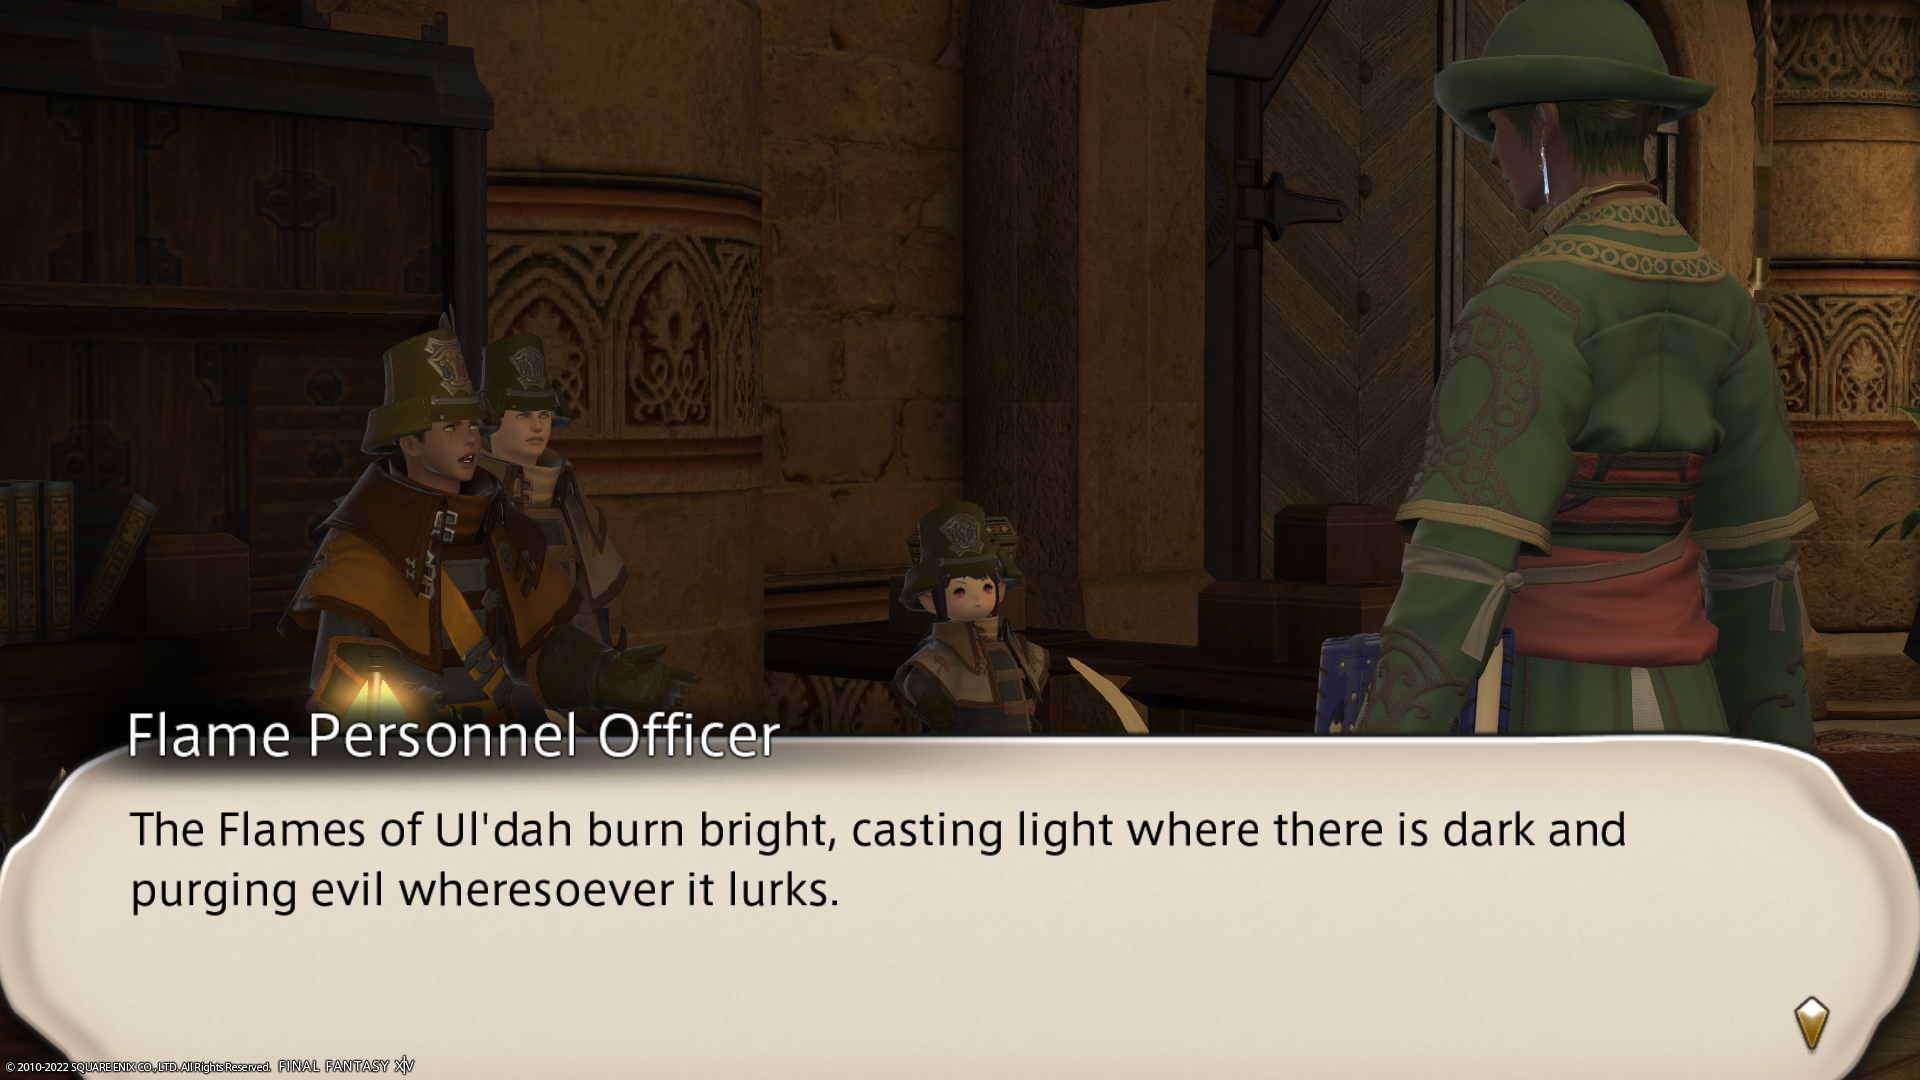 Flame Personnel Officer
The Flames of Ul'dah burn bright, casting light where there is dark and
purging evil wheresoever it lurks.
© 2010-2022 SQUARE ENIX CO., LTD. All Rights Reserved. FINAL FANTASY XIV